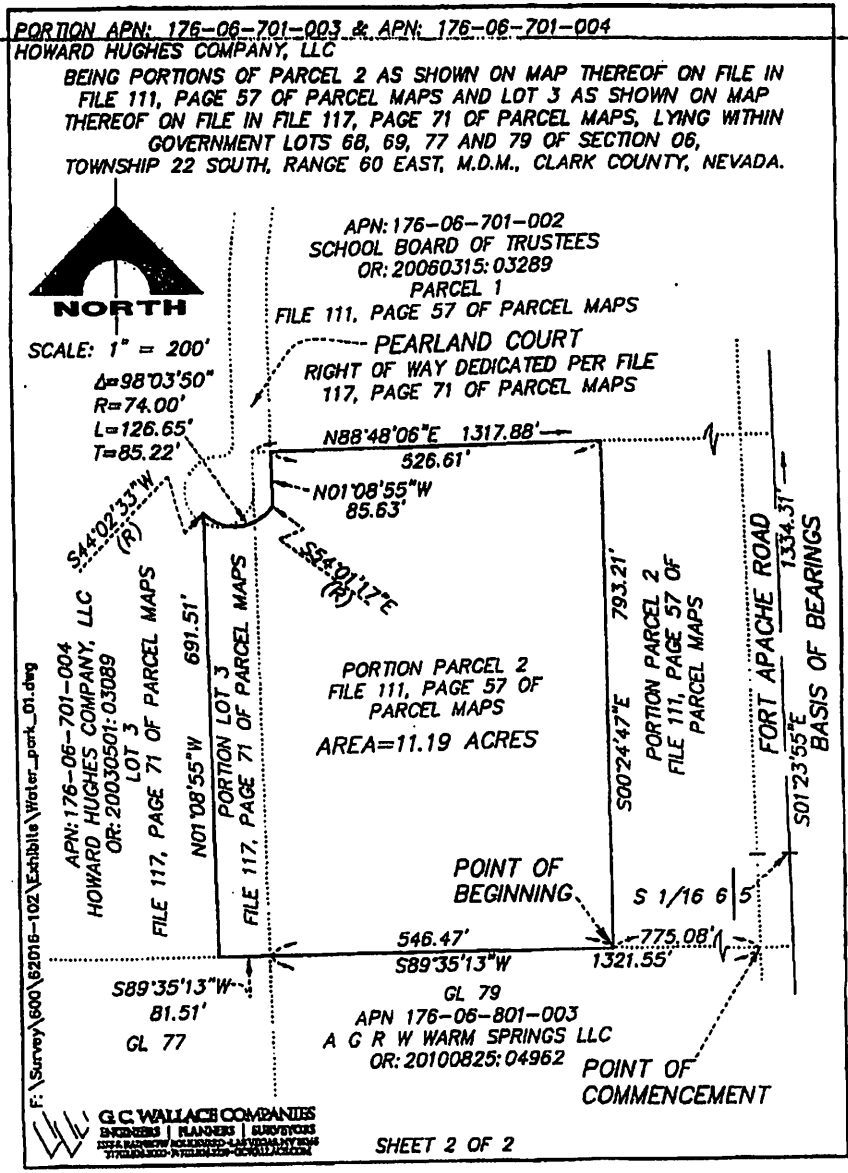 PORTION APN: 176-06-701-003 & APN: 176-06-701-004
HOWARD HUGHES COMPANY, LLC
BEING PORTIONS OF PARCEL 2 AS SHOWN ON MAP THEREOF ON FILE IN
FILE 111, PAGE 57 OF PARCEL MAPS AND LOT 3 AS SHOWN ON MAP
THEREOF ON FILE IN FILE 117, PAGE 71 OF PARCEL MAPS, LYING WITHIN
GOVERNMENT LOTS 68, 69, 77 AND 79 OF SECTION 06,
TOWNSHIP 22 SOUTH, RANGE 60 EAST, M.D.M., CLARK COUNTY, NEVADA.
NORTH
SCALE: 1" = 200'
APN: 176-06-701-002
SCHOOL BOARD OF TRUSTEES
OR: 20060315: 03289
PARCEL 1
FILE 111, PAGE 57 OF PARCEL MAPS
PEARLAND COURT
RIGHT OF WAY DEDICATED PER FILE
117, PAGE 71 OF PARCEL MAPS
Δ=98°03'50"
R=74.00'
L=126.65'
T=85.22'
N88°48'06"E 1317.88'
526.61'
N01°08'55"W
85.63'
S44°02'33"W
(R)
S54°01'17"E
(R)
APN: 176-06-701-004
HOWARD HUGHES COMPANY, LLC
OR: 20030501: 03089
LOT 3
FILE 117, PAGE 71 OF PARCEL MAPS
N01°08'55"W 691.51'
PORTION LOT 3
FILE 117, PAGE 71 OF PARCEL MAPS
PORTION PARCEL 2
FILE 111, PAGE 57 OF
PARCEL MAPS
AREA=11.19 ACRES
S00°24'47"E 793.21'
PORTION PARCEL 2
FILE 111, PAGE 57 OF
PARCEL MAPS
FORT APACHE ROAD
S01°23'55"E 1334.31'
BASIS OF BEARINGS
POINT OF
BEGINNING
S 1/16 6 5
546.47'
775.08'
S89°35'13"W 1321.55'
S89°35'13"W
81.51'
GL 77
GL 79
APN 176-06-801-003
A G R W WARM SPRINGS LLC
OR: 20100825: 04962
POINT OF
COMMENCEMENT
F:\Survey\600\62016-102\Exhibits\Water_park_01.dwg
G.C. WALLACE COMPANIES
ENGINEERS | PLANNERS | SURVEYORS
SHEET 2 OF 2